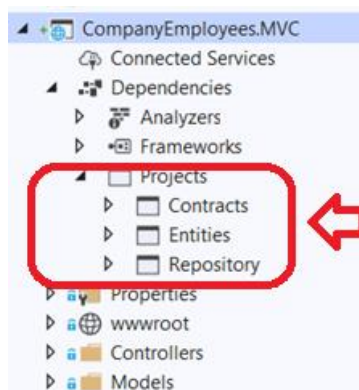 CompanyEmployees.MVC
Connected Services
Dependencies
Analyzers
Frameworks
Projects
Contracts
Entities
Repository
Properties
wwwroot
Controllers
Models